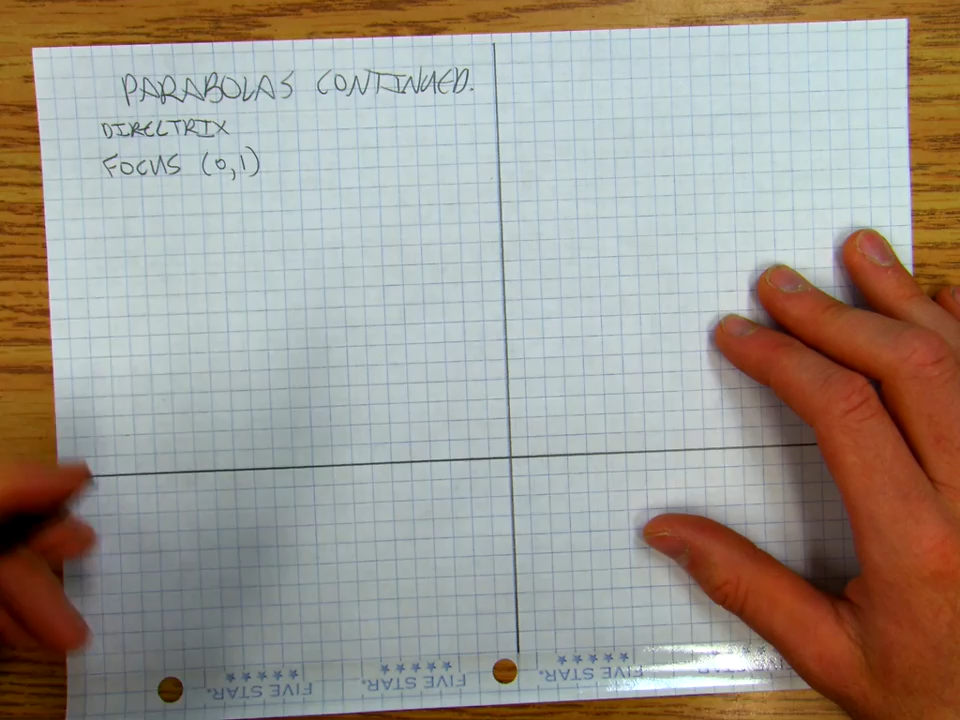 PARABOLAS CONTINUED.
DIRECTRIX
FOCUS (0,1)
★★★★★ ★★★★★ ★★★★★
FIVE STAR. FIVE STAR. FIVE STAR.